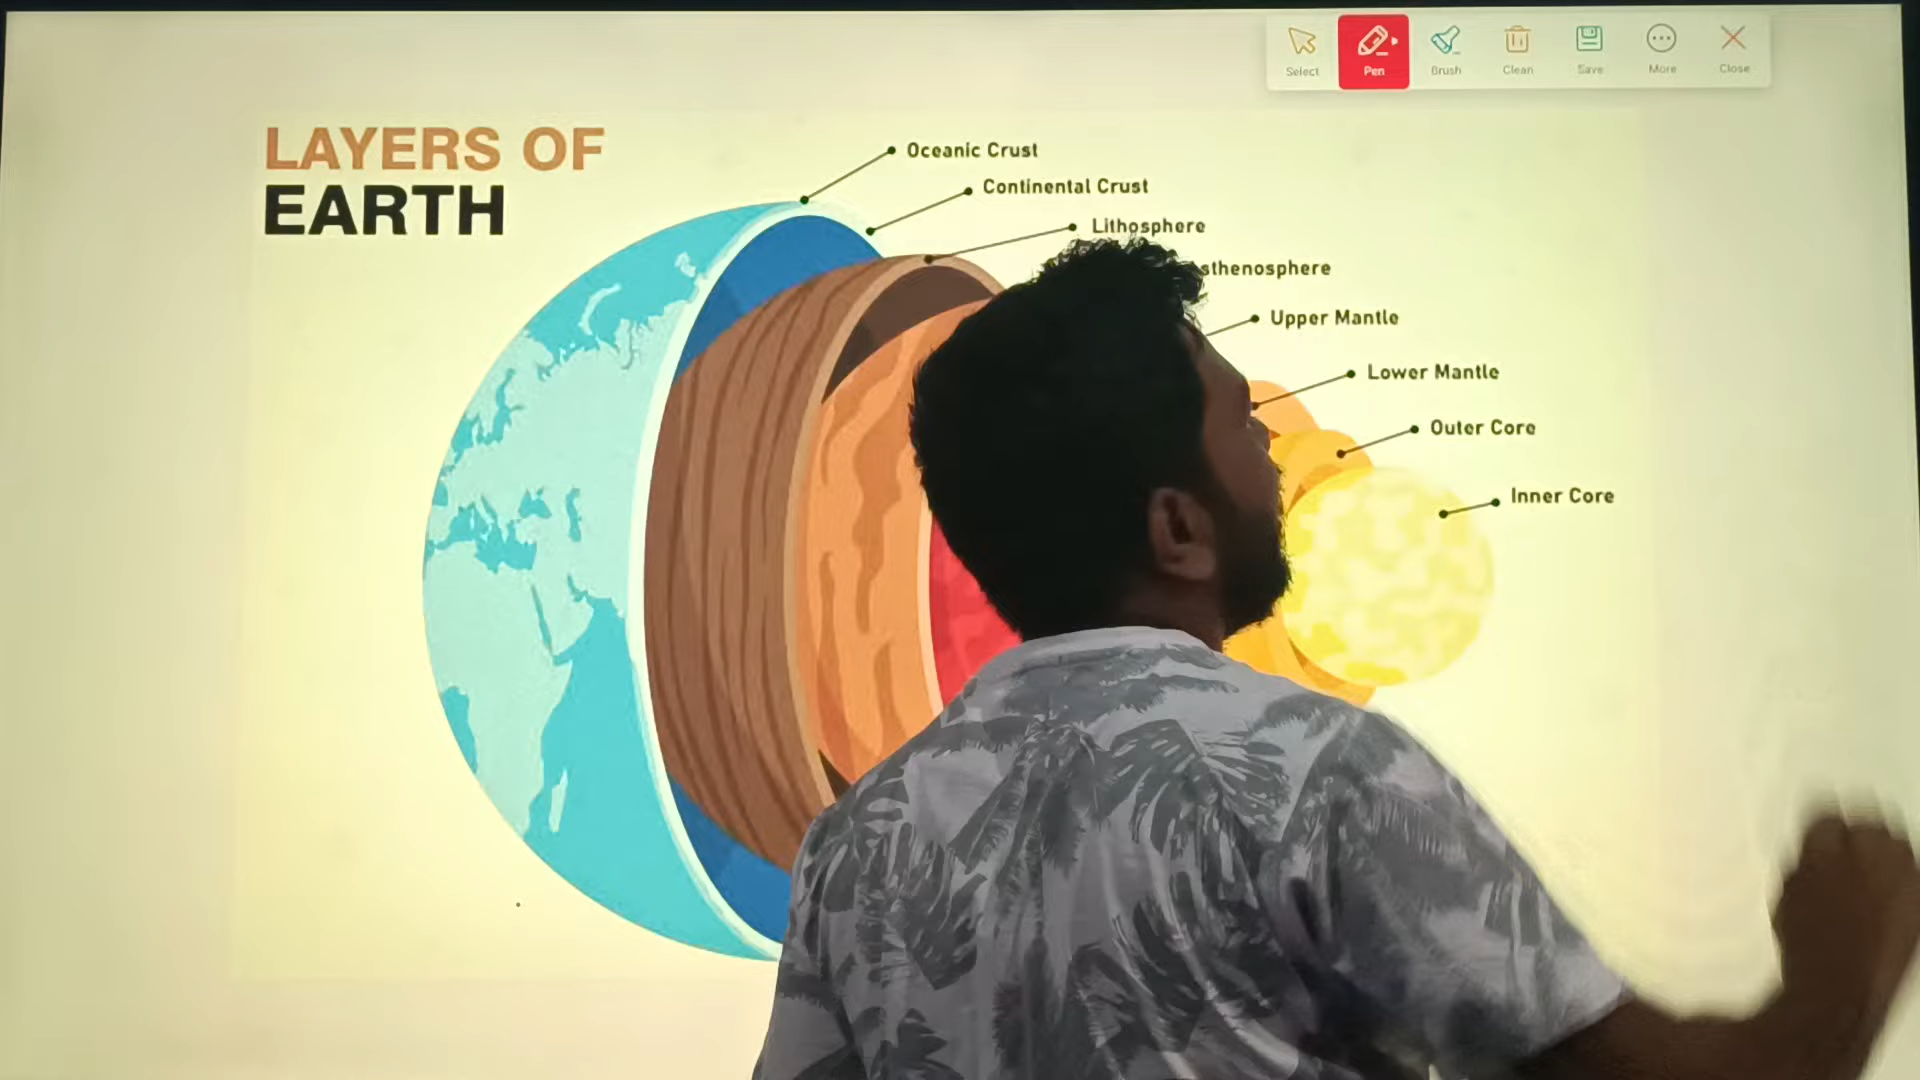 Select
Pen
Brush
Clean
Save
More
Close
LAYERS OF
EARTH
Oceanic Crust
Continental Crust
Lithosphere
sthenosphere
Upper Mantle
Lower Mantle
Outer Core
Inner Core